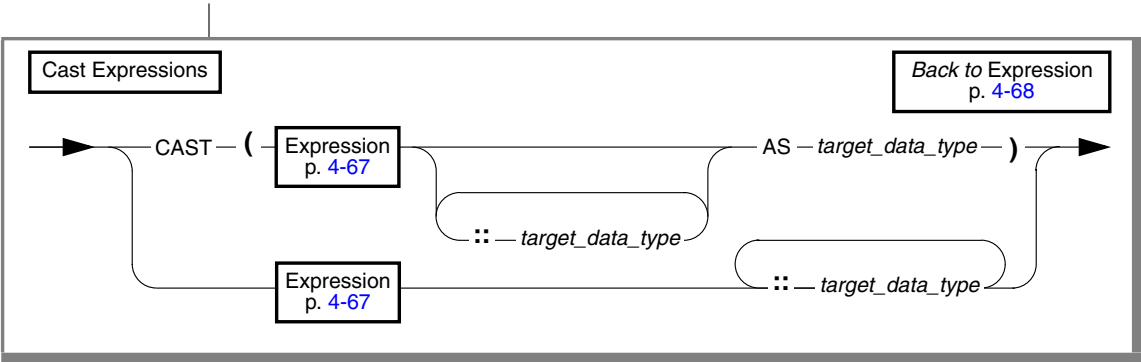 Cast Expressions
Back to Expression
p. 4-68
CAST ( Expression
p. 4-67
AS target_data_type )
:: target_data_type
Expression
p. 4-67
:: target_data_type